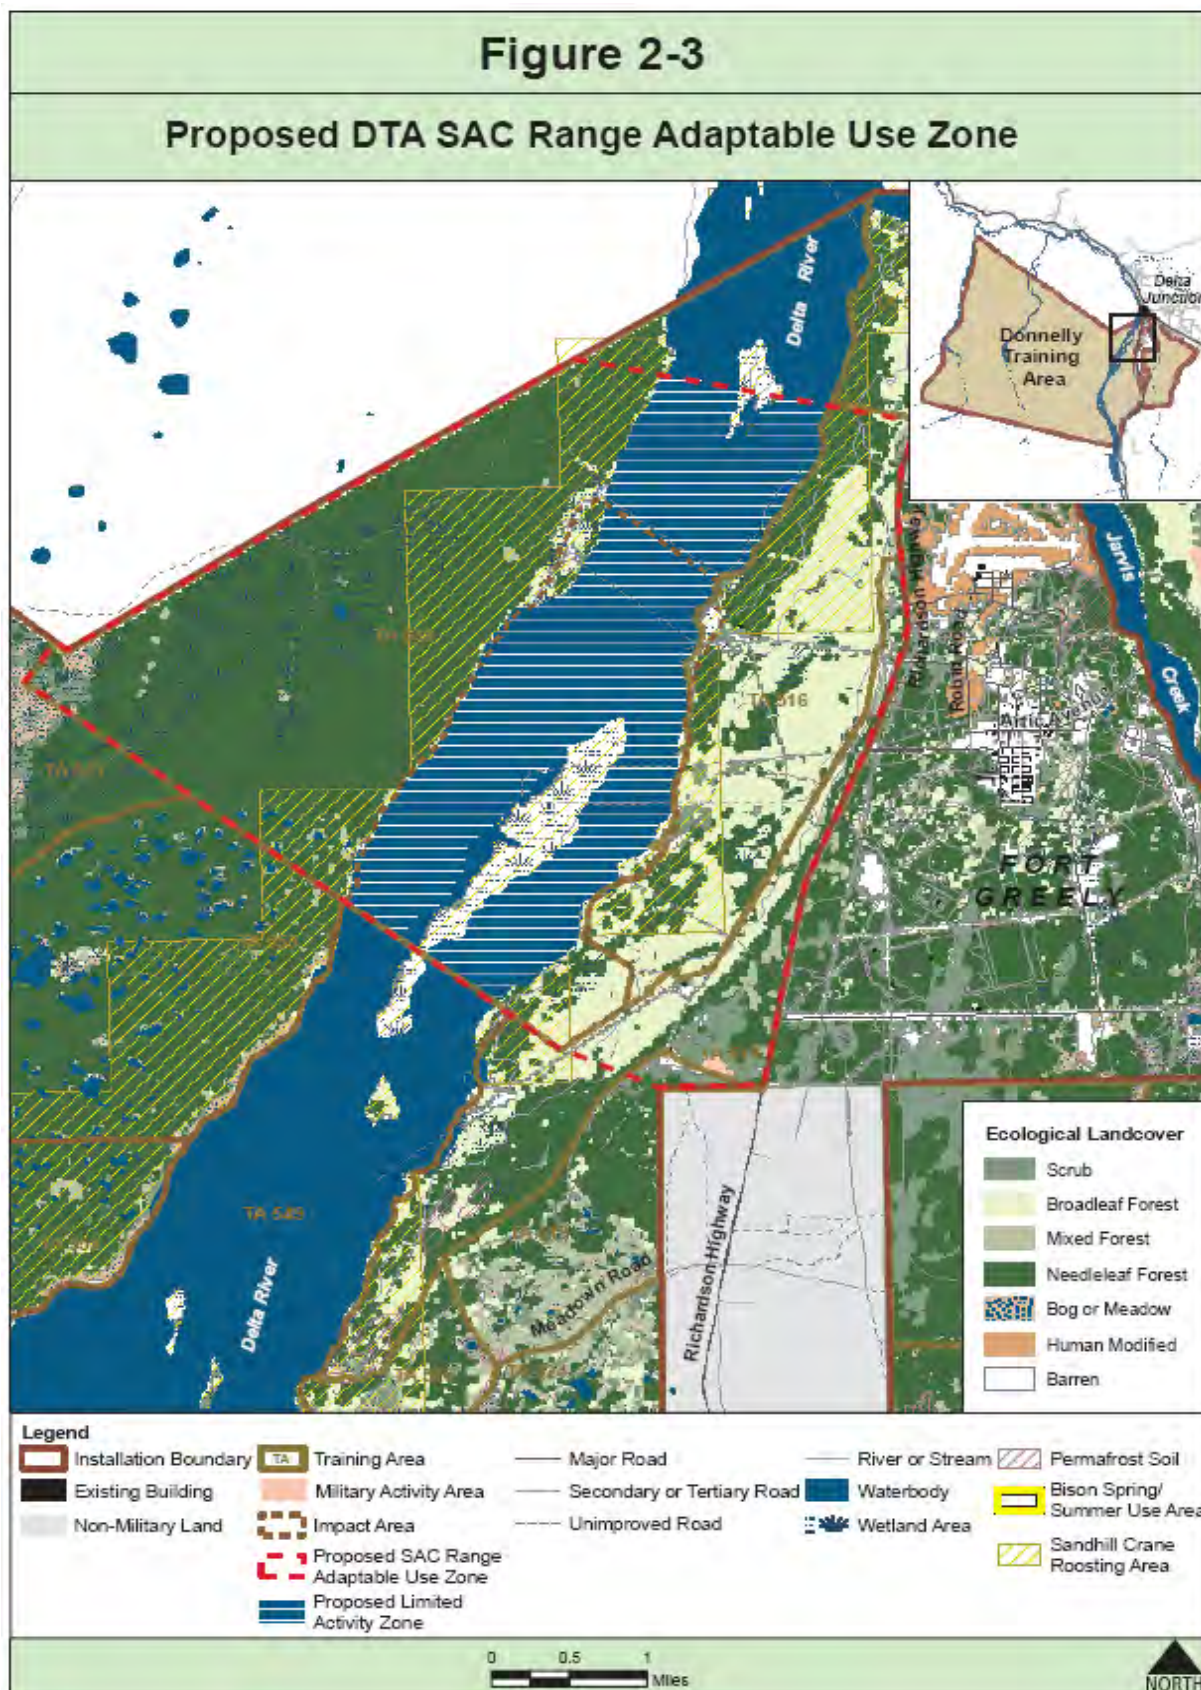 Figure 2-3
Proposed DTA SAC Range Adaptable Use Zone
Delta River
Delta
Junction
Donnelly
Training
Area
Richardson Highway
Robin Road
Jarvis
Creek
Artic Avenue
TA 516
FORT
GREELY
TA 549
Delta River
Meadown Road
Richardson Highway
Ecological Landcover
Scrub
Broadleaf Forest
Mixed Forest
Needleleaf Forest
Bog or Meadow
Human Modified
Barren
Legend
Installation Boundary
Existing Building
Non-Military Land
TA
Training Area
Military Activity Area
Impact Area
Proposed SAC Range
Adaptable Use Zone
Proposed Limited
Activity Zone
Major Road
Secondary or Tertiary Road
Unimproved Road
River or Stream
Waterbody
Wetland Area
Permafrost Soil
Bison Spring/
Summer Use Area
Sandhill Crane
Roosting Area
0 0.5 1
Miles
NORTH